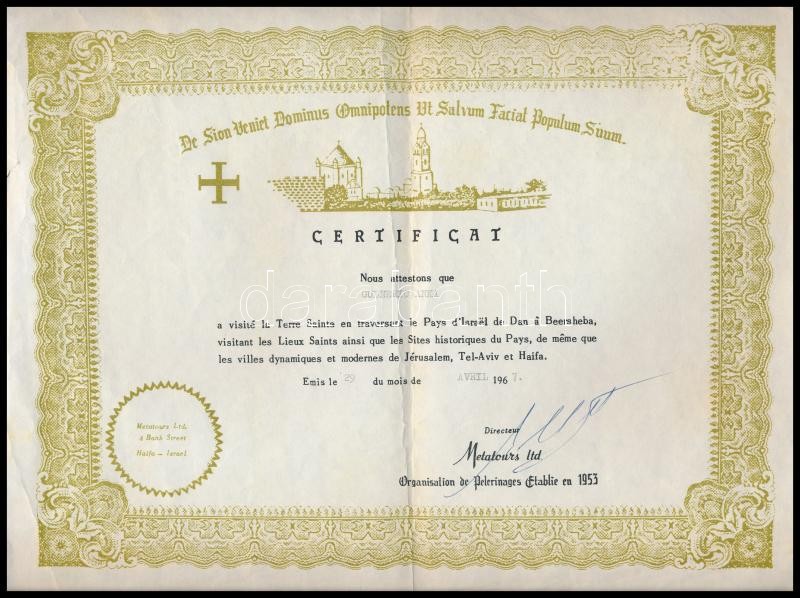 De Sion Veniet Dominus Omnipotens Ut Salvum Faciat Populum Suum.
CERTIFICAT
Nous attestons que
a visité la Terre Sainte en traversant le Pays d'Israël de Dan à Beersheba,
visitant les Lieux Saints ainsi que les Sites historiques du Pays, de même que
les villes dynamiques et modernes de Jérusalem, Tel-Aviv et Haifa.
Emis le 29 du mois de AVRIL 1967.
Metatours Ltd.
4 Bank Street
Haifa — Israel
Directeur
Metatours ltd.
Organisation de Pelerinages Etablie en 1953
darabanth